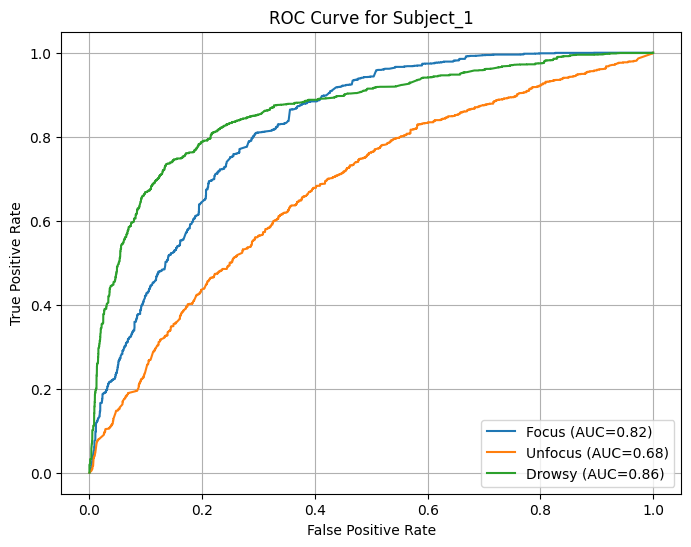 ROC Curve for Subject_1
True Positive Rate
1.0
0.8
0.6
0.4
0.2
0.0
0.0 0.2 0.4 0.6 0.8 1.0
False Positive Rate
Focus (AUC=0.82)
Unfocus (AUC=0.68)
Drowsy (AUC=0.86)